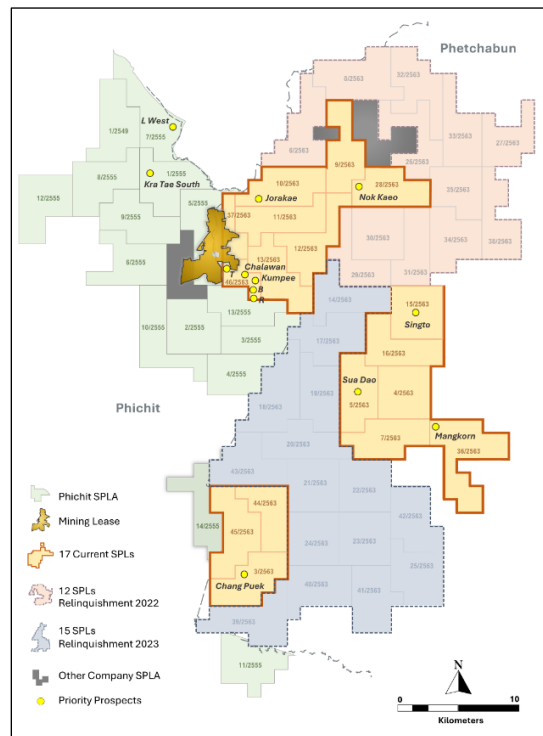 Phetchabun
8/2563
32/2563
L West
1/2549
7/2555
6/2563
33/2563
27/2563
9/2563
26/2563
Kra Tae South
8/2555
1/2555
10/2563
28/2563
12/2555
5/2555
Jorakae
Nok Kaeo
35/2563
9/2555
37/2563
11/2563
30/2563
34/2563
38/2563
6/2555
12/2563
13/2563
Chalawan
T
Kumpee
29/2563
31/2563
46/2563
B
R
14/2563
15/2563
10/2555
2/2555
13/2555
Singto
3/2555
17/2563
16/2563
4/2555
Sua Dao
Phichit
18/2563
19/2563
5/2563
4/2563
Mangkorn
20/2563
7/2563
36/2563
43/2563
21/2563
22/2563
44/2563
Phichit SPLA
14/2555
42/2563
Mining Lease
45/2563
24/2563
23/2563
17 Current SPLs
3/2563
25/2563
Chang Puek
40/2563
41/2563
12 SPLs
Relinquishment 2022
39/2563
15 SPLs
Relinquishment 2023
11/2555
Other Company SPLA
N
Priority Prospects
0 10
Kilometers